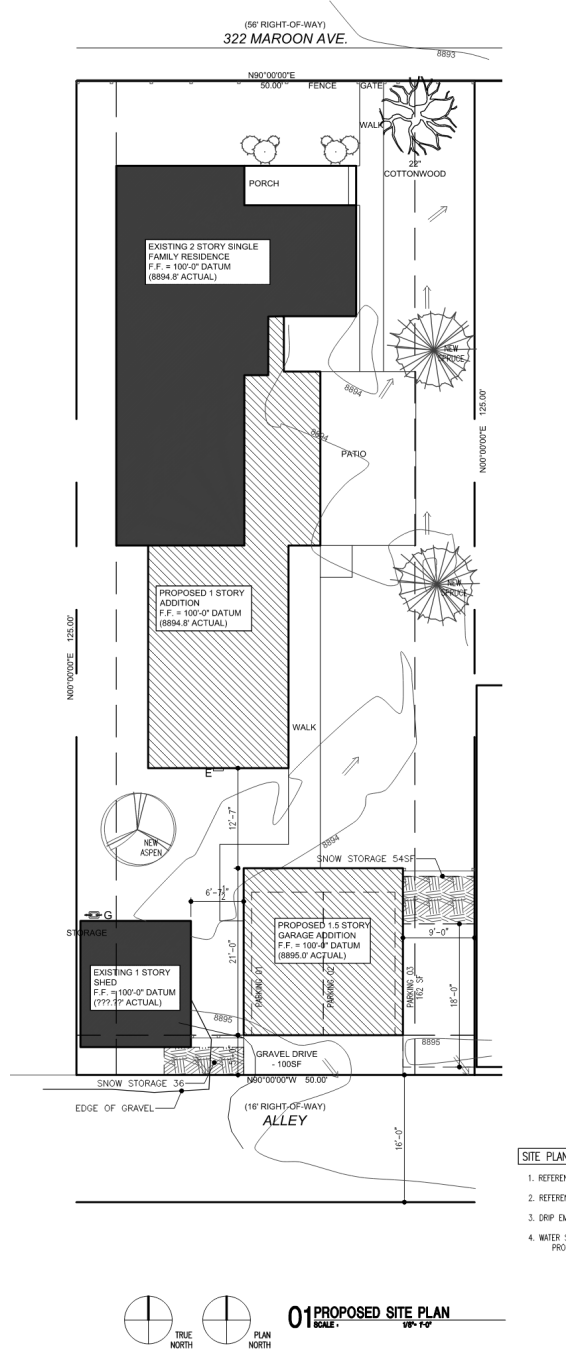 (56' RIGHT-OF-WAY)
322 MAROON AVE.
8893
N90°00'00"E
50.00'
FENCE
GATE
WALK
22"
COTTONWOOD
PORCH
EXISTING 2 STORY SINGLE
FAMILY RESIDENCE
F.F. = 100'-0" DATUM
(8894.8' ACTUAL)
NEW
SPRUCE
8894
8894
PATIO
N00°00'00"E 125.00'
NEW
SPRUCE
PROPOSED 1 STORY
ADDITION
F.F. = 100'-0" DATUM
(8894.8' ACTUAL)
N00°00'00"E 125.00'
WALK
E
12'-7"
NEW
ASPEN
8894
SNOW STORAGE 54SF
6'-7½"
G
STORAGE
PROPOSED 1.5 STORY
GARAGE ADDITION
F.F. = 100'-0" DATUM
(8895.0' ACTUAL)
9'-0"
21'-0"
PARKING 01
PARKING 02
PARKING 03
162 SF
18'-0"
EXISTING 1 STORY
SHED
F.F. = 100'-0" DATUM
(???.??' ACTUAL)
8895
8895
GRAVEL DRIVE
- 100SF
SNOW STORAGE 36
N90°00'00"W 50.00'
EDGE OF GRAVEL
(16' RIGHT-OF-WAY)
ALLEY
16'-0"
SITE PLAN
1. REFEREN
2. REFEREN
3. DRIP EM
4. WATER S
PRO
TRUE
NORTH
PLAN
NORTH
01 PROPOSED SITE PLAN
SCALE : 1/8"= 1'-0"